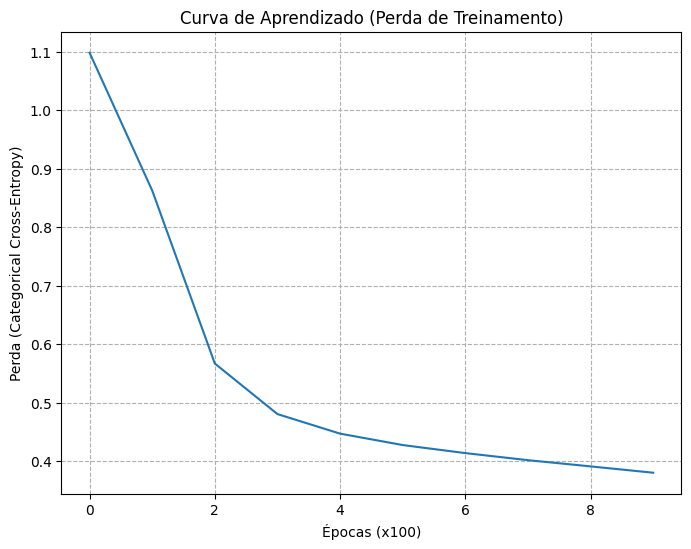 Curva de Aprendizado (Perda de Treinamento)
Perda (Categorical Cross-Entropy)
1.1
1.0
0.9
0.8
0.7
0.6
0.5
0.4
0 2 4 6 8
Épocas (x100)